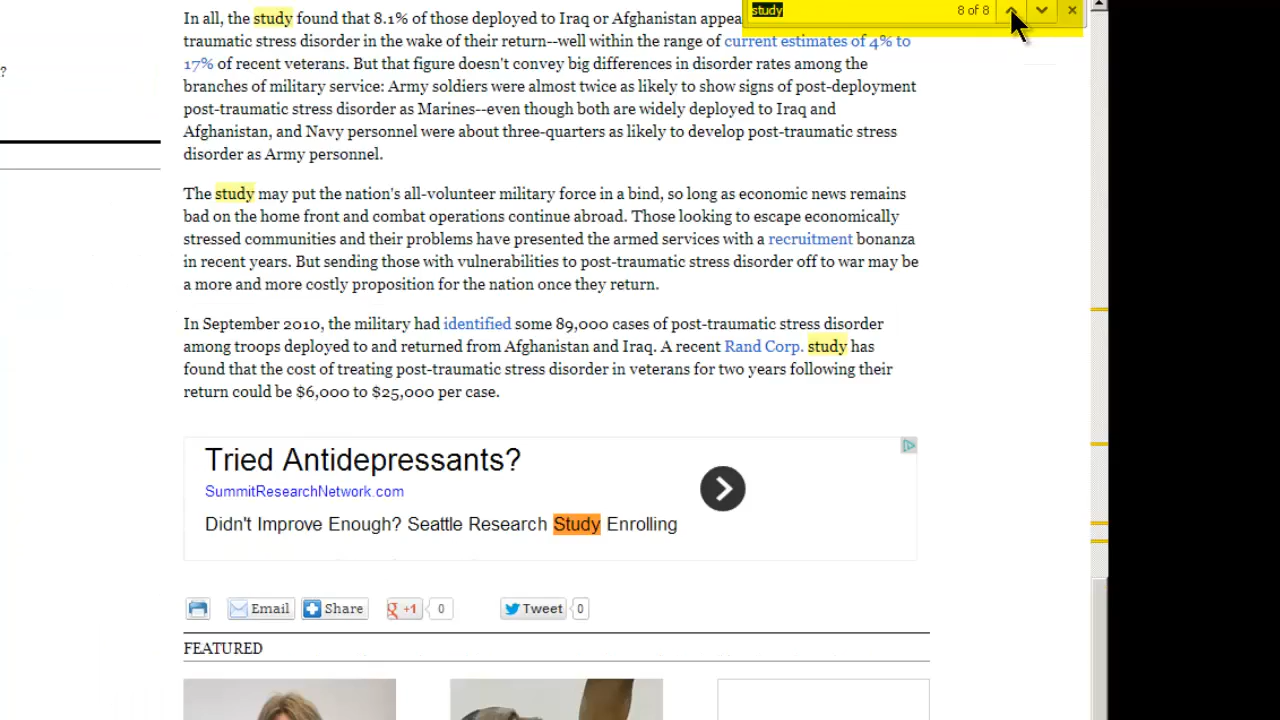 study 8 of 8
In all, the study found that 8.1% of those deployed to Iraq or Afghanistan appea
traumatic stress disorder in the wake of their return--well within the range of current estimates of 4% to
?
17% of recent veterans. But that figure doesn't convey big differences in disorder rates among the
branches of military service: Army soldiers were almost twice as likely to show signs of post-deployment
post-traumatic stress disorder as Marines--even though both are widely deployed to Iraq and
Afghanistan, and Navy personnel were about three-quarters as likely to develop post-traumatic stress
disorder as Army personnel.
The study may put the nation's all-volunteer military force in a bind, so long as economic news remains
bad on the home front and combat operations continue abroad. Those looking to escape economically
stressed communities and their problems have presented the armed services with a recruitment bonanza
in recent years. But sending those with vulnerabilities to post-traumatic stress disorder off to war may be
a more and more costly proposition for the nation once they return.
In September 2010, the military had identified some 89,000 cases of post-traumatic stress disorder
among troops deployed to and returned from Afghanistan and Iraq. A recent Rand Corp. study has
found that the cost of treating post-traumatic stress disorder in veterans for two years following their
return could be $6,000 to $25,000 per case.
Tried Antidepressants?
SummitResearchNetwork.com
Didn't Improve Enough? Seattle Research Study Enrolling
Email Share g +1 0 Tweet 0
FEATURED